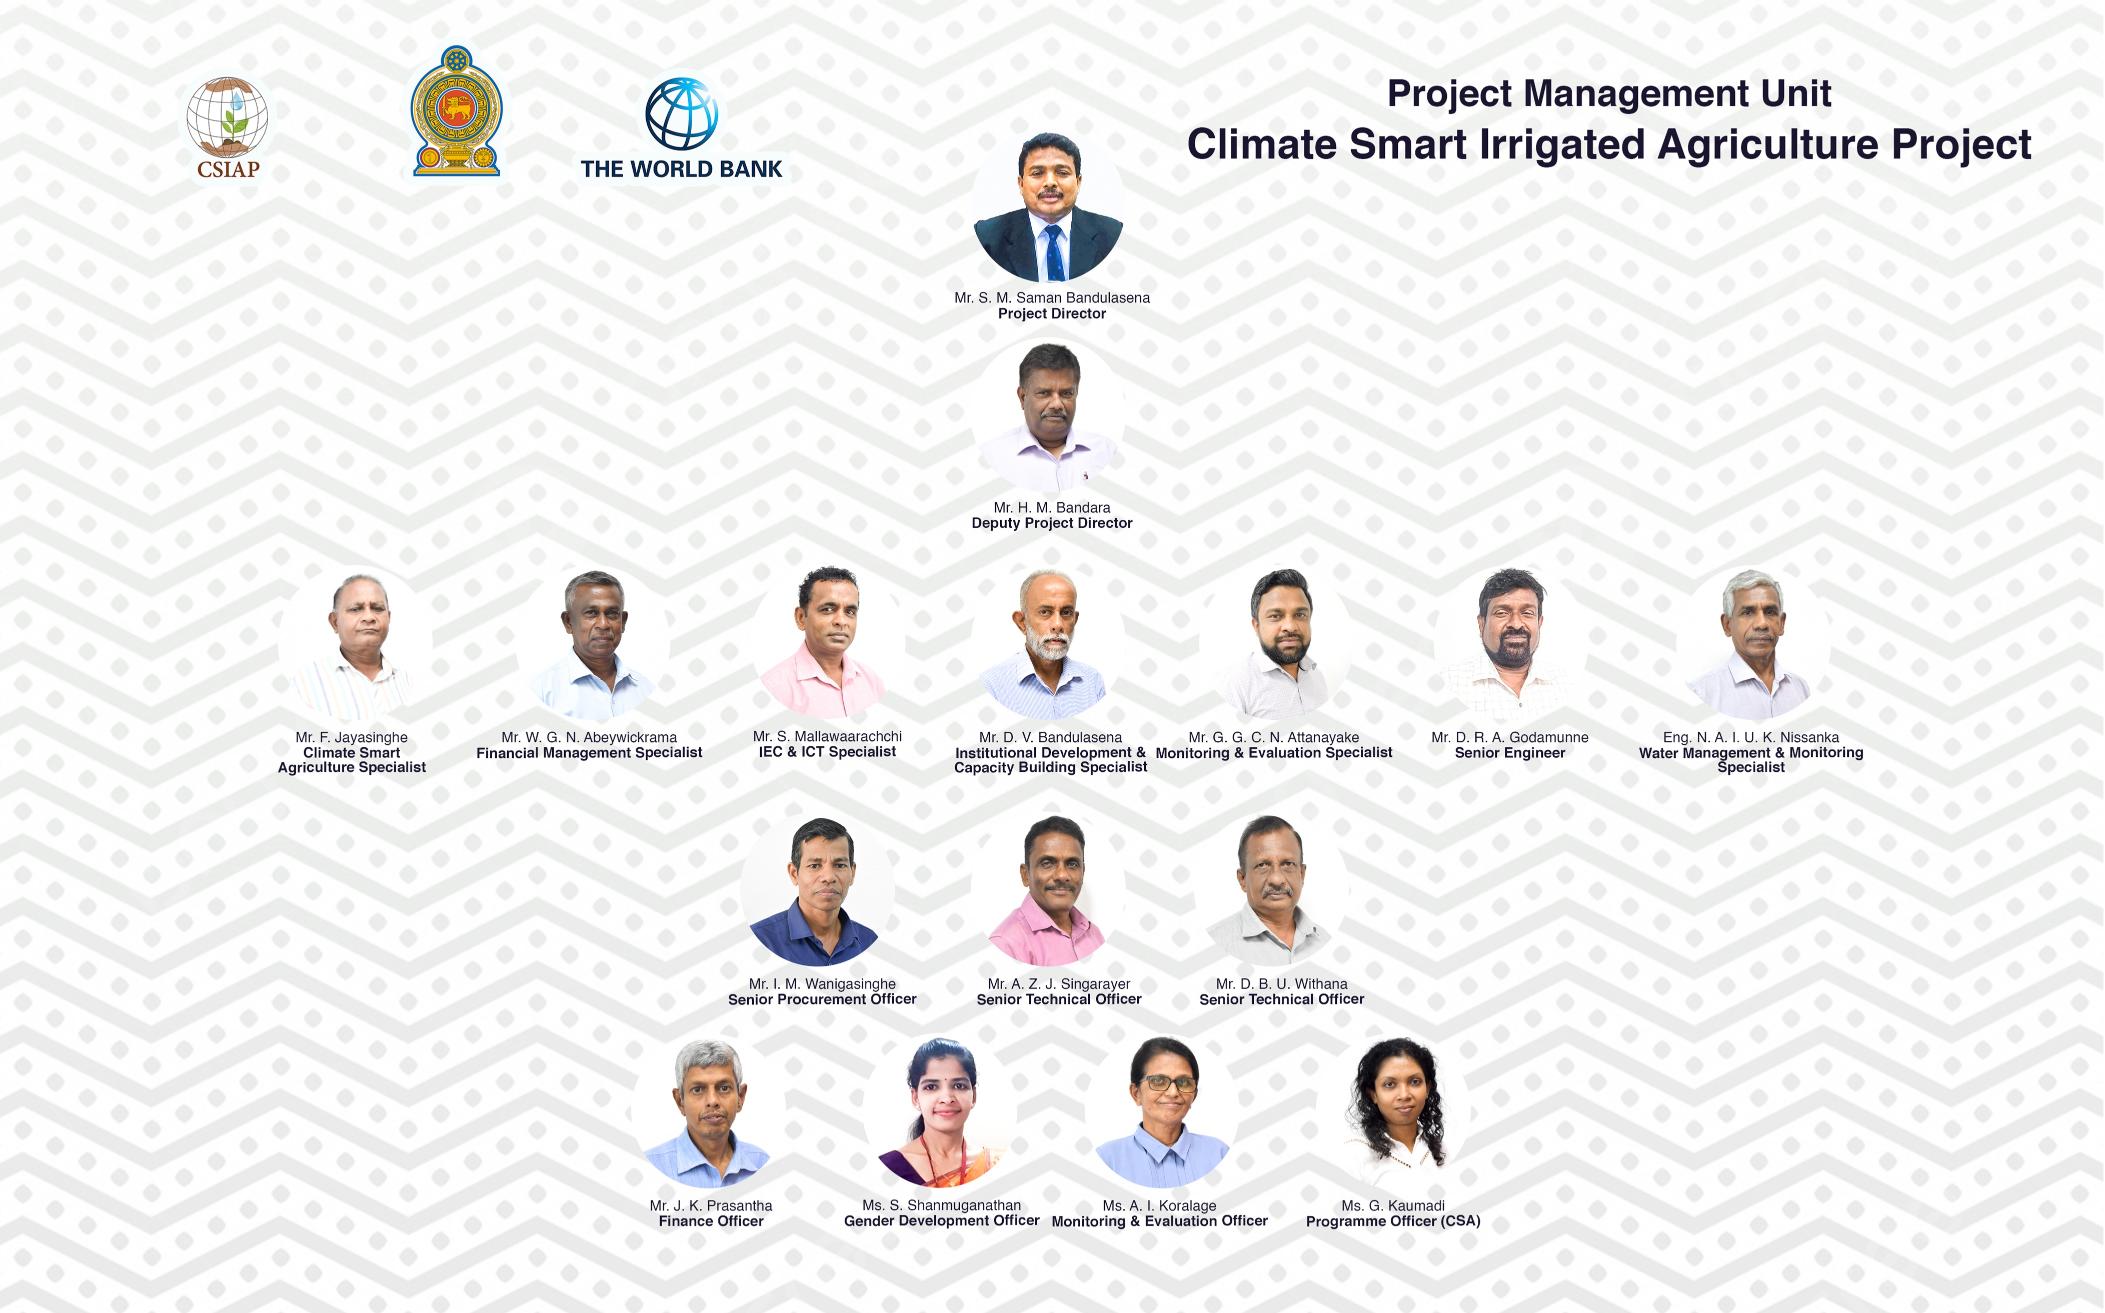 CSIAP
THE WORLD BANK
Project Management Unit
Climate Smart Irrigated Agriculture Project
Mr. S. M. Saman Bandulasena
Project Director
Mr. H. M. Bandara
Deputy Project Director
Mr. F. Jayasinghe
Climate Smart
Agriculture Specialist
Mr. W. G. N. Abeywickrama
Financial Management Specialist
Mr. S. Mallawaarachchi
IEC & ICT Specialist
Mr. D. V. Bandulasena
Institutional Development &
Capacity Building Specialist
Mr. G. G. C. N. Attanayake
Monitoring & Evaluation Specialist
Mr. D. R. A. Godamunne
Senior Engineer
Eng. N. A. I. U. K. Nissanka
Water Management & Monitoring
Specialist
Mr. I. M. Wanigasinghe
Senior Procurement Officer
Mr. A. Z. J. Singarayer
Senior Technical Officer
Mr. D. B. U. Withana
Senior Technical Officer
Mr. J. K. Prasantha
Finance Officer
Ms. S. Shanmuganathan
Gender Development Officer
Ms. A. I. Koralage
Monitoring & Evaluation Officer
Ms. G. Kaumadi
Programme Officer (CSA)